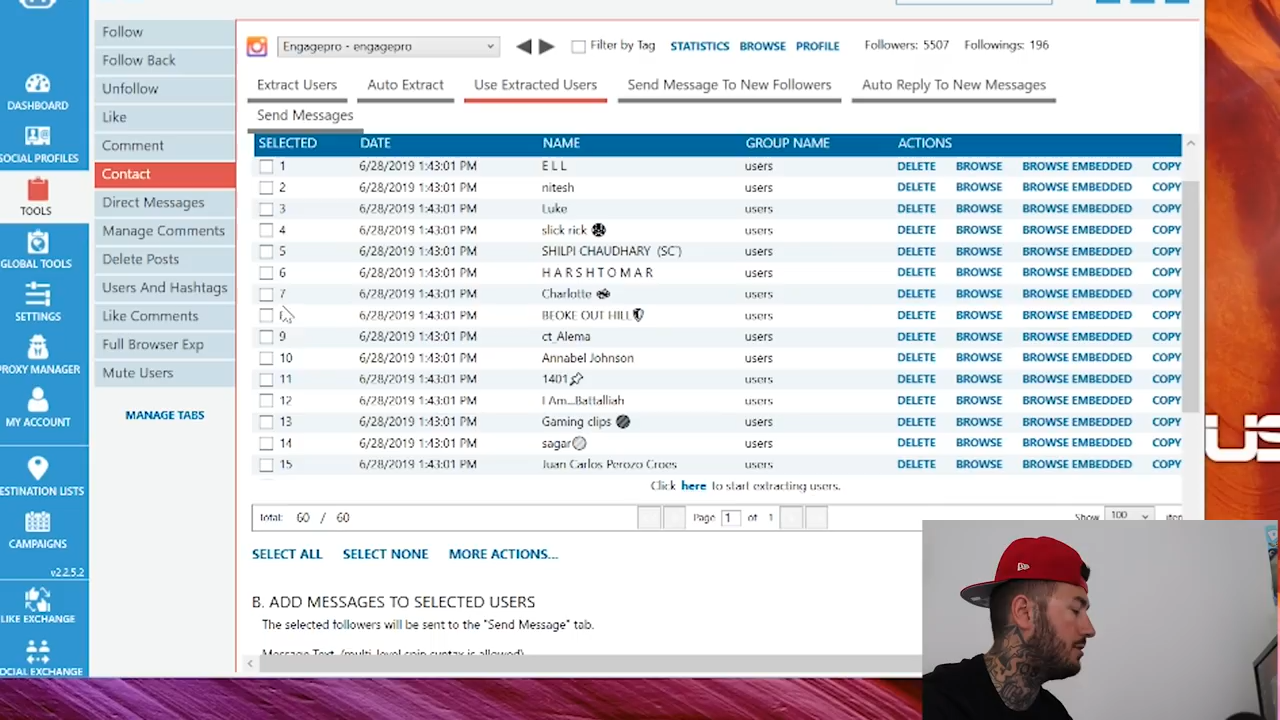 Follow
Follow Back
Unfollow
Like
Comment
Contact
Direct Messages
Manage Comments
Delete Posts
Users And Hashtags
Like Comments
Full Browser Exp
Mute Users
MANAGE TABS
DASHBOARD
SOCIAL PROFILES
TOOLS
GLOBAL TOOLS
SETTINGS
PROXY MANAGER
MY ACCOUNT
DESTINATION LISTS
CAMPAIGNS
v2.2.5.2
LIKE EXCHANGE
SOCIAL EXCHANGE
Engagepro - engagepro
Filter by Tag STATISTICS BROWSE PROFILE Followers: 5507 Followings: 196
Extract Users Auto Extract Use Extracted Users Send Message To New Followers Auto Reply To New Messages
Send Messages
SELECTED DATE NAME GROUP NAME ACTIONS
1 6/28/2019 1:43:01 PM E L L users DELETE BROWSE BROWSE EMBEDDED COPY
2 6/28/2019 1:43:01 PM nitesh users DELETE BROWSE BROWSE EMBEDDED COPY
3 6/28/2019 1:43:01 PM Luke users DELETE BROWSE BROWSE EMBEDDED COPY
4 6/28/2019 1:43:01 PM slick rick users DELETE BROWSE BROWSE EMBEDDED COPY
5 6/28/2019 1:43:01 PM SHILPI CHAUDHARY users DELETE BROWSE BROWSE EMBEDDED COPY
6 6/28/2019 1:43:01 PM H A R S H T O M A R users DELETE BROWSE BROWSE EMBEDDED COPY
7 6/28/2019 1:43:01 PM Charlotte users DELETE BROWSE BROWSE EMBEDDED COPY
6/28/2019 1:43:01 PM BEOKE OUT HILL users DELETE BROWSE BROWSE EMBEDDED COPY
9 6/28/2019 1:43:01 PM ct_Alema users DELETE BROWSE BROWSE EMBEDDED COPY
10 6/28/2019 1:43:01 PM Annabel Johnson users DELETE BROWSE BROWSE EMBEDDED COPY
11 6/28/2019 1:43:01 PM 1401 users DELETE BROWSE BROWSE EMBEDDED COPY
12 6/28/2019 1:43:01 PM I Am...Battalliah users DELETE BROWSE BROWSE EMBEDDED COPY
13 6/28/2019 1:43:01 PM Gaming clips users DELETE BROWSE BROWSE EMBEDDED COPY
14 6/28/2019 1:43:01 PM sagar users DELETE BROWSE BROWSE EMBEDDED COPY
15 6/28/2019 1:43:01 PM Juan Carlos Perozo Croes users DELETE BROWSE BROWSE EMBEDDED COPY
Click here to start extracting users.
Total: 60 / 60 Page 1 of 1 Show 100
SELECT ALL SELECT NONE MORE ACTIONS...
B. ADD MESSAGES TO SELECTED USERS
The selected followers will be sent to the "Send Message" tab.
Message Text (multi-level spin syntax is allowed)
US